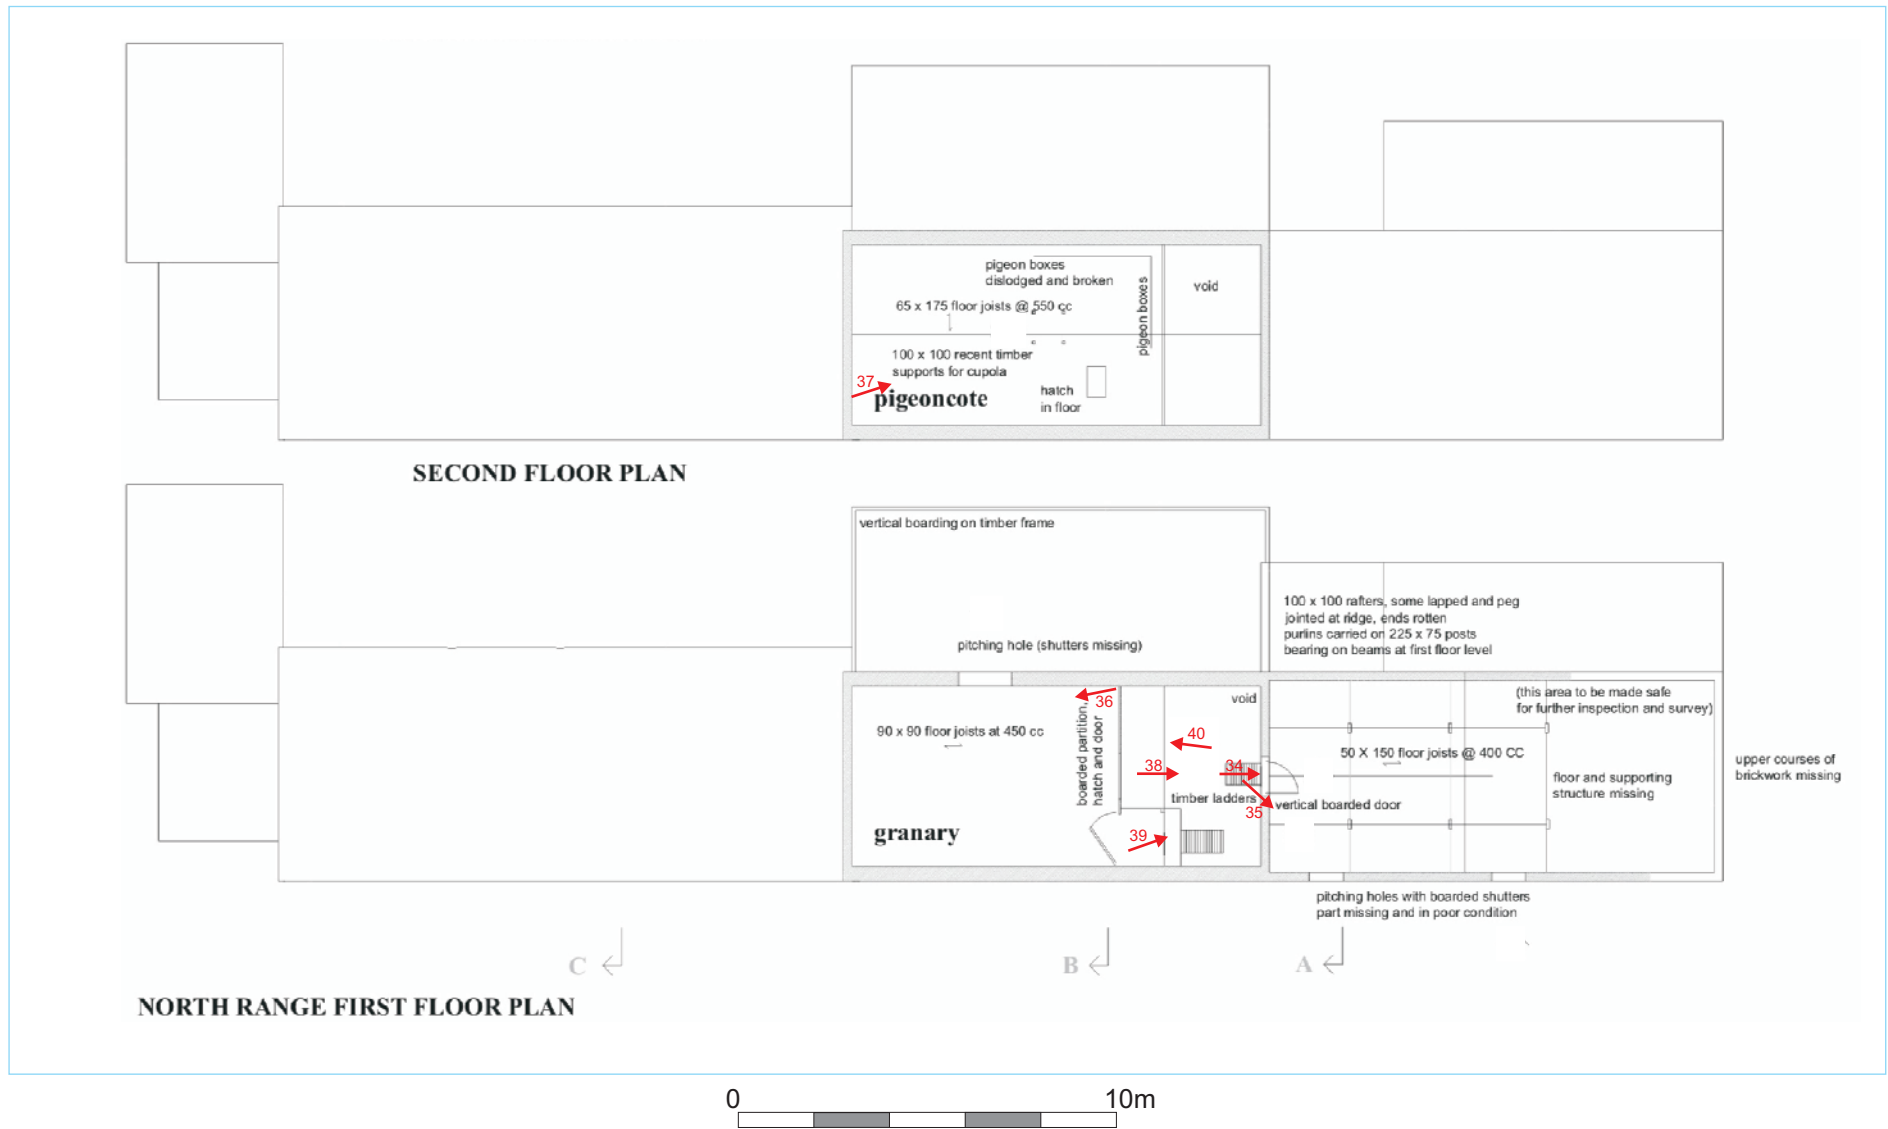 pigeon boxes
dislodged and broken
pigeon boxes
void
65 x 175 floor joists @ 550 cc
100 x 100 recent timber
supports for cupola
37
pigeoncote
hatch
in floor
SECOND FLOOR PLAN
vertical boarding on timber frame
100 x 100 rafters, some lapped and peg
jointed at ridge, ends rotten
purlins carried on 225 x 75 posts
bearing on beams at first floor level
pitching hole (shutters missing)
36
void
(this area to be made safe
for further inspection and survey)
90 x 90 floor joists at 450 cc
boarded partition,
hatch and door
40
50 X 150 floor joists @ 400 CC
38
34
upper courses of
brickwork missing
floor and supporting
structure missing
timber ladders
35
vertical boarded door
granary
39
pitching holes with boarded shutters
part missing and in poor condition
C
B
A
NORTH RANGE FIRST FLOOR PLAN
0
10m